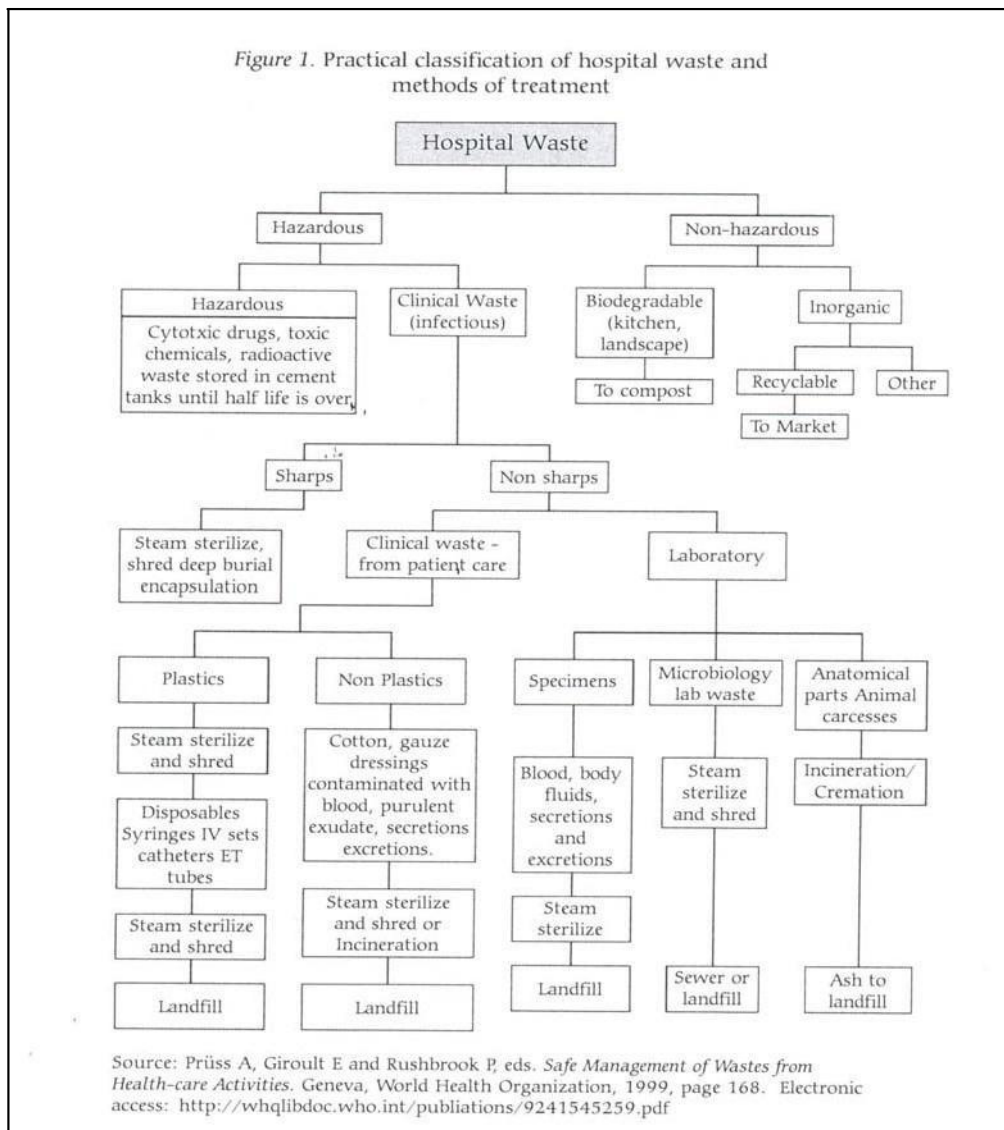 Figure 1. Practical classification of hospital waste and
methods of treatment
Hospital Waste
Hazardous
Non-hazardous
Hazardous
Cytotxic drugs, toxic
chemicals, radioactive
waste stored in cement
tanks until half life is over.
Clinical Waste
(infectious)
Biodegradable
(kitchen,
landscape)
Inorganic
To compost
Recyclable
Other
To Market
Sharps
Non sharps
Steam sterilize,
shred deep burial
encapsulation
Clinical waste -
from patient care
Laboratory
Plastics
Non Plastics
Specimens
Microbiology
lab waste
Anatomical
parts Animal
carcesses
Steam sterilize
and shred
Cotton, gauze
dressings
contaminated with
blood, purulent
exudate, secretions
excretions.
Blood, body
fluids,
secretions
and
excretions
Steam
sterilize
and shred
Incineration/
Cremation
Disposables
Syringes IV sets
catheters ET
tubes
Steam sterilize
and shred
Steam sterilize
and shred or
Incineration
Steam
sterilize
Landfill
Landfill
Landfill
Sewer or
landfill
Ash to
landfill
Source: Prüss A, Giroult E and Rushbrook P, eds. Safe Management of Wastes from
Health-care Activities. Geneva, World Health Organization, 1999, page 168. Electronic
access: http://whqlibdoc.who.int/publiations/9241545259.pdf